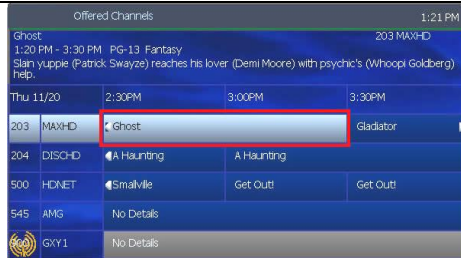 Offered Channels 1:21 PM
Ghost 203 MAXHD
1:20 PM - 3:30 PM PG-13 Fantasy
Slain yuppie (Patrick Swayze) reaches his lover (Demi Moore) with psychic's (Whoopi Goldberg)
help.
Thu 11/20 2:30PM 3:00PM 3:30PM
203 MAXHD Ghost Gladiator
204 DISCHD A Haunting A Haunting
500 HDNET Smallville Get Out! Get Out!
545 AMG No Details
GXY1 No Details